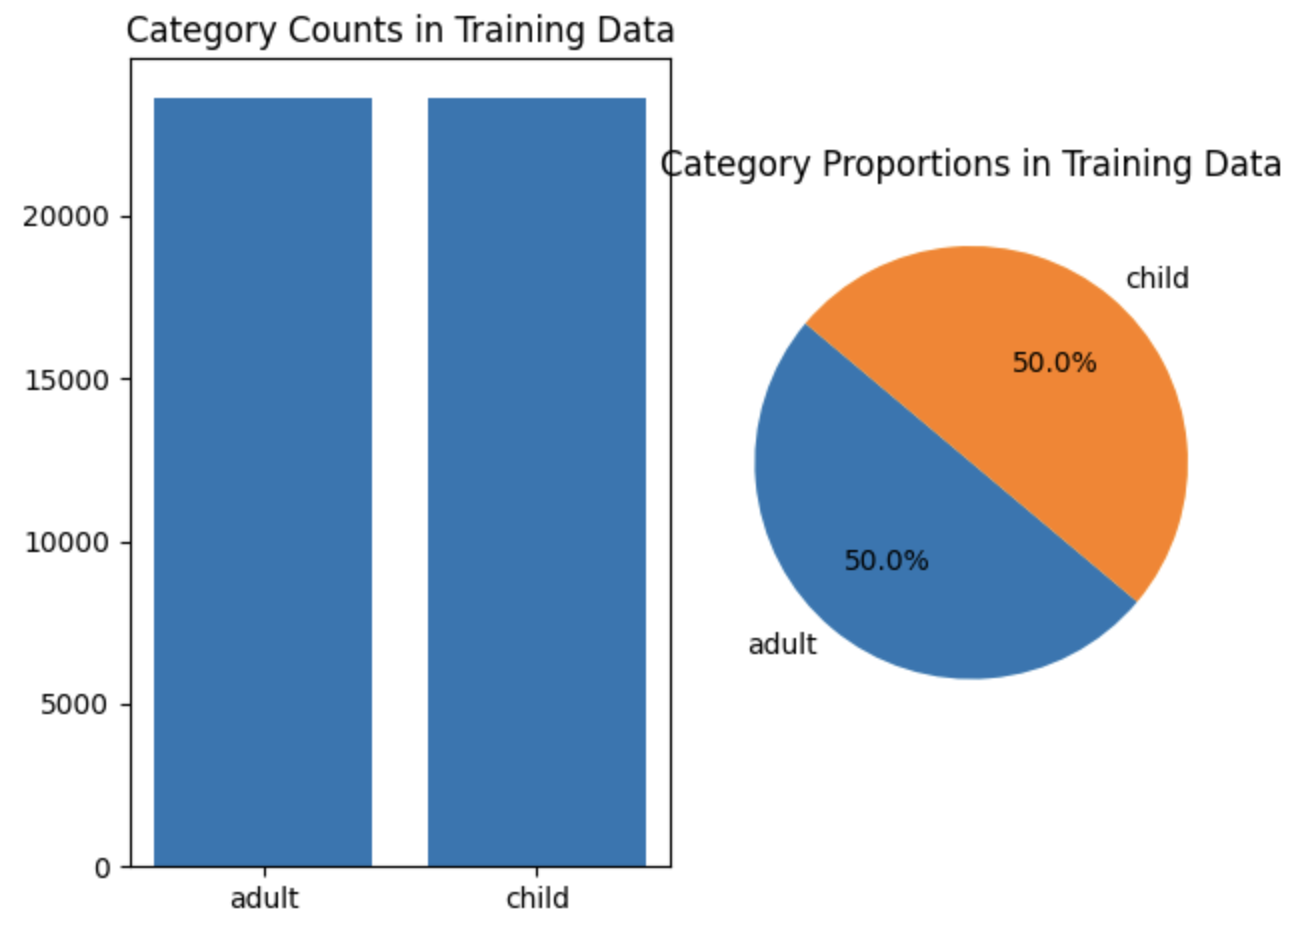 Category Counts in Training Data
20000
15000
10000
5000
0
adult
child
Category Proportions in Training Data
child
50.0%
50.0%
adult